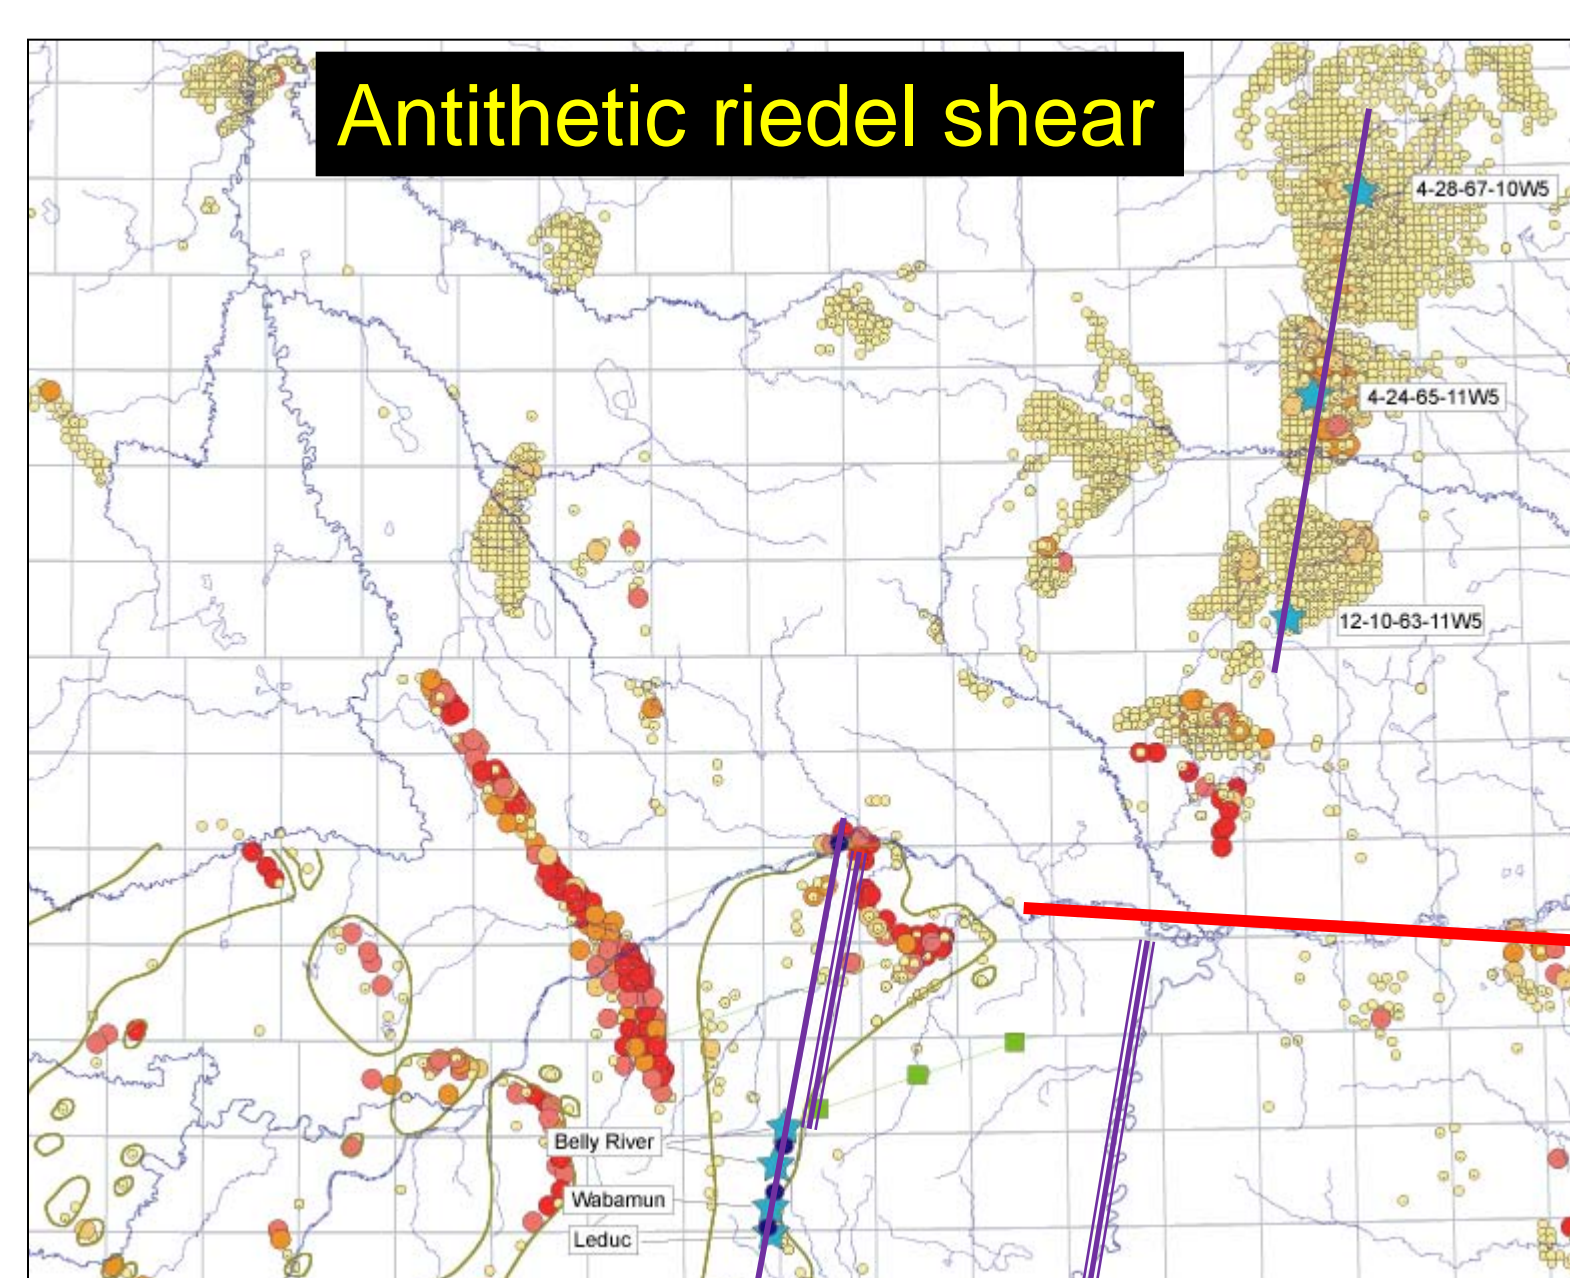 Antithetic riedel shear
4-28-67-10W5
4-24-65-11W5
12-10-63-11W5
Belly River
Wabamun
Leduc